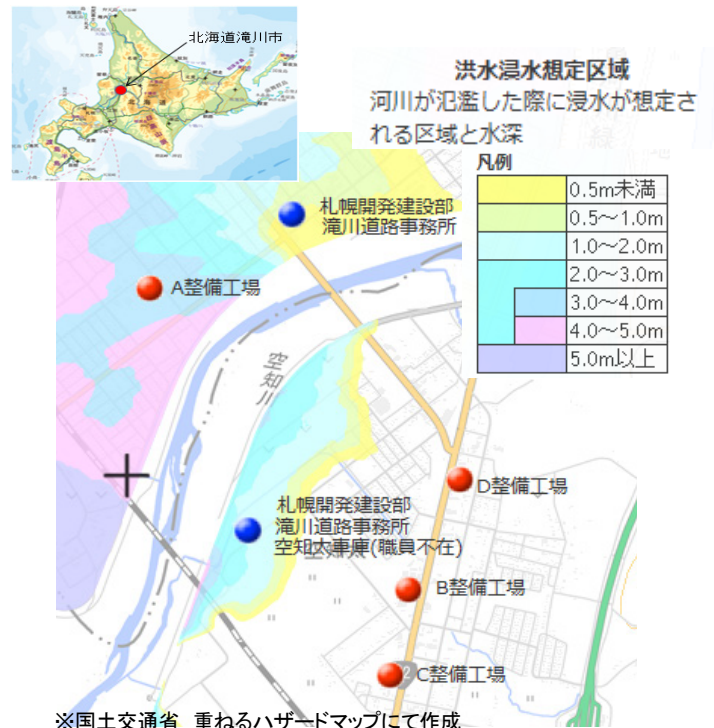 北海道滝川市
洪水浸水想定区域
河川が氾濫した際に浸水が想定さ
れる区域と水深
凡例
0.5m未満
0.5～1.0m
1.0～2.0m
2.0～3.0m
3.0～4.0m
4.0～5.0m
5.0m以上
札幌開発建設部
滝川道路事務所
A整備工場
空知川
D整備工場
札幌開発建設部
滝川道路事務所
空知太車庫(職員不在)
B整備工場
C整備工場
※国土交通省 重ねるハザードマップにて作成